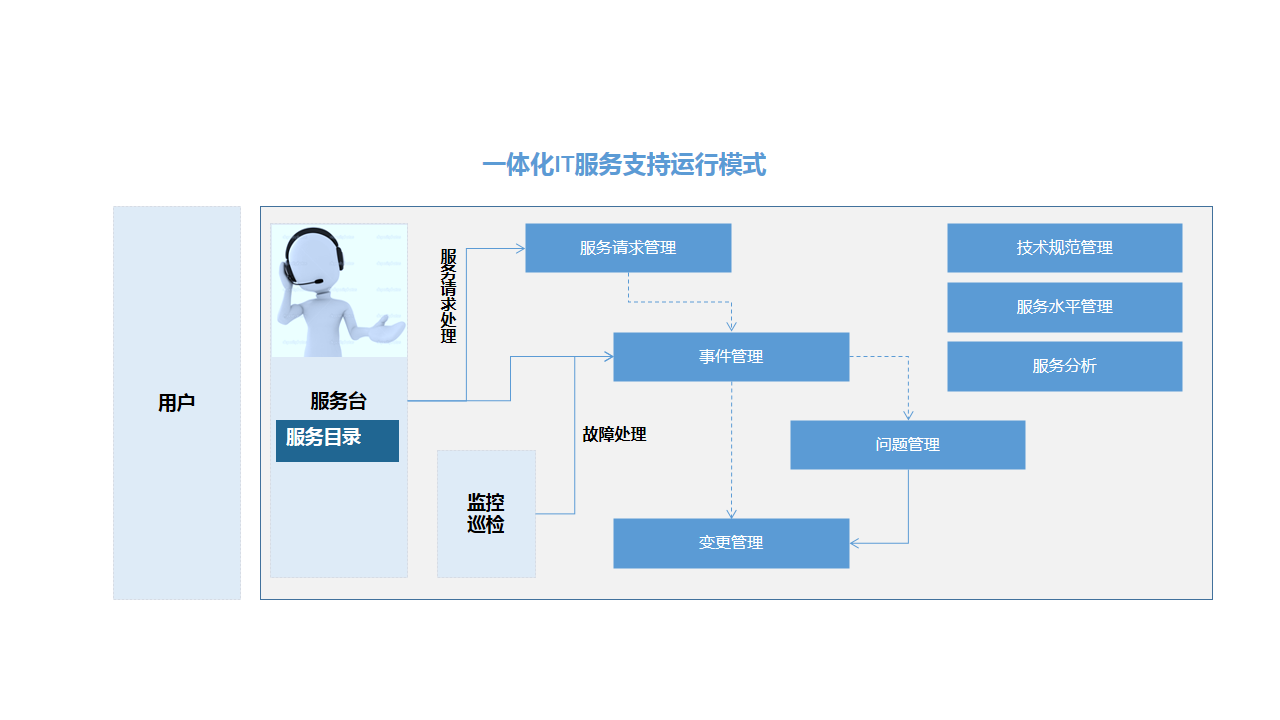 一体化IT服务支持运行模式
用户
服务台
服务目录
服务请求处理
监控
巡检
故障处理
服务请求管理
事件管理
问题管理
变更管理
技术规范管理
服务水平管理
服务分析